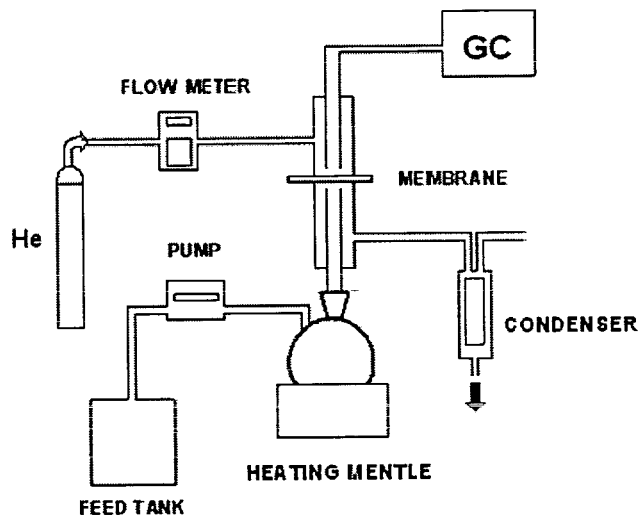 GC
FLOW METER
MEMBRANE
He
PUMP
CONDENSER
HEATING MENTLE
FEED TANK